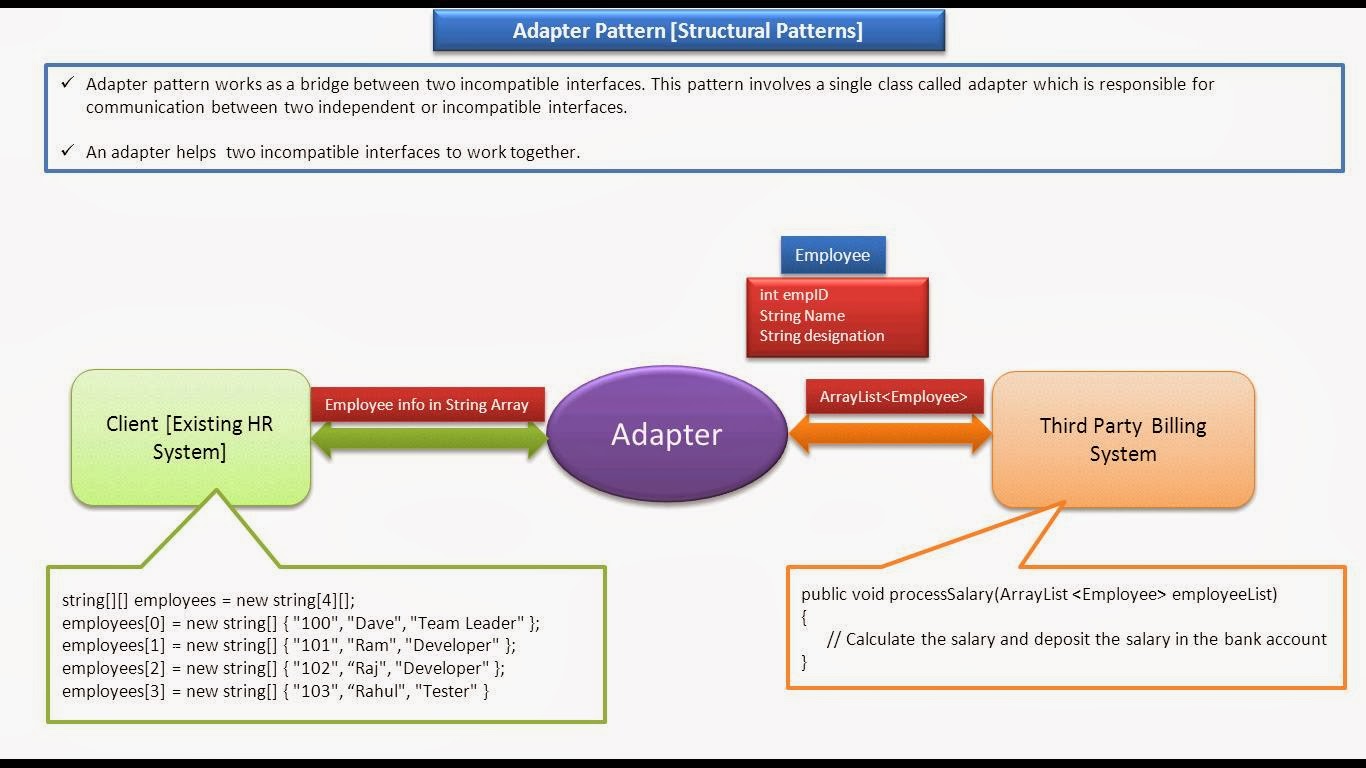 Adapter Pattern [Structural Patterns]
✓ Adapter pattern works as a bridge between two incompatible interfaces. This pattern involves a single class called adapter which is responsible for
communication between two independent or incompatible interfaces.
✓ An adapter helps  two incompatible interfaces to work together.
Employee
int empID
String Name
String designation
Client [Existing HR
System]
Employee info in String Array
Adapter
ArrayList<Employee>
Third Party  Billing
System
string[][] employees = new string[4][];
employees[0] = new string[] { "100", "Dave", "Team Leader" };
employees[1] = new string[] { "101", "Ram", "Developer" };
employees[2] = new string[] { "102", “Raj", "Developer" };
employees[3] = new string[] { "103", “Rahul", "Tester" }
public void processSalary(ArrayList <Employee> employeeList)
{
// Calculate the salary and deposit the salary in the bank account
}